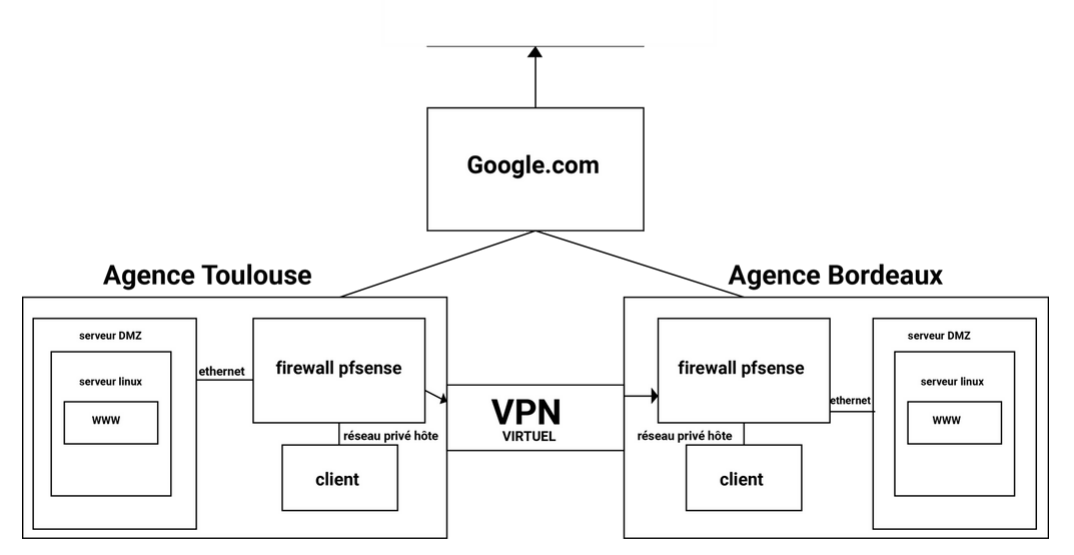 Google.com
Agence Toulouse
Agence Bordeaux
serveur DMZ
serveur linux
WWW
ethernet
firewall pfsense
réseau privé hôte
client
VPN
VIRTUEL
firewall pfsense
réseau privé hôte
client
ethernet
serveur DMZ
serveur linux
WWW